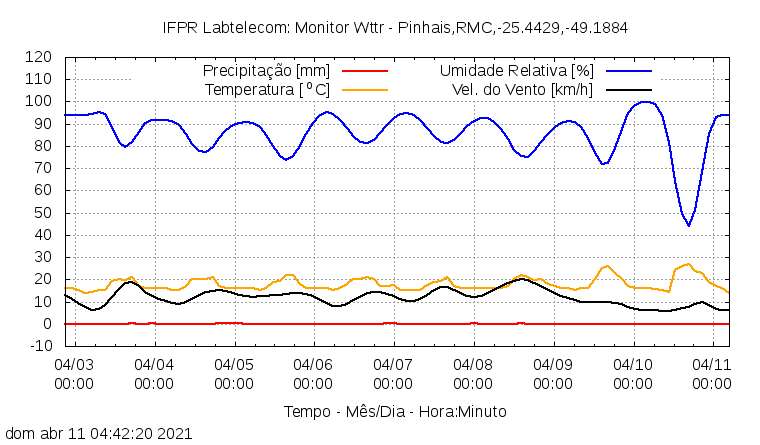 IFPR Labtelecom: Monitor Wttr - Pinhais,RMC,-25.4429,-49.1884
120
110
100
90
80
70
60
50
40
30
20
10
0
-10
Precipitação [mm]
Temperatura [ ⁰C]
Umidade Relativa [%]
Vel. do Vento [km/h]
04/03 04/04 04/05 04/06 04/07 04/08 04/09 04/10 04/11
00:00 00:00 00:00 00:00 00:00 00:00 00:00 00:00 00:00
Tempo - Mês/Dia - Hora:Minuto
dom abr 11 04:42:20 2021